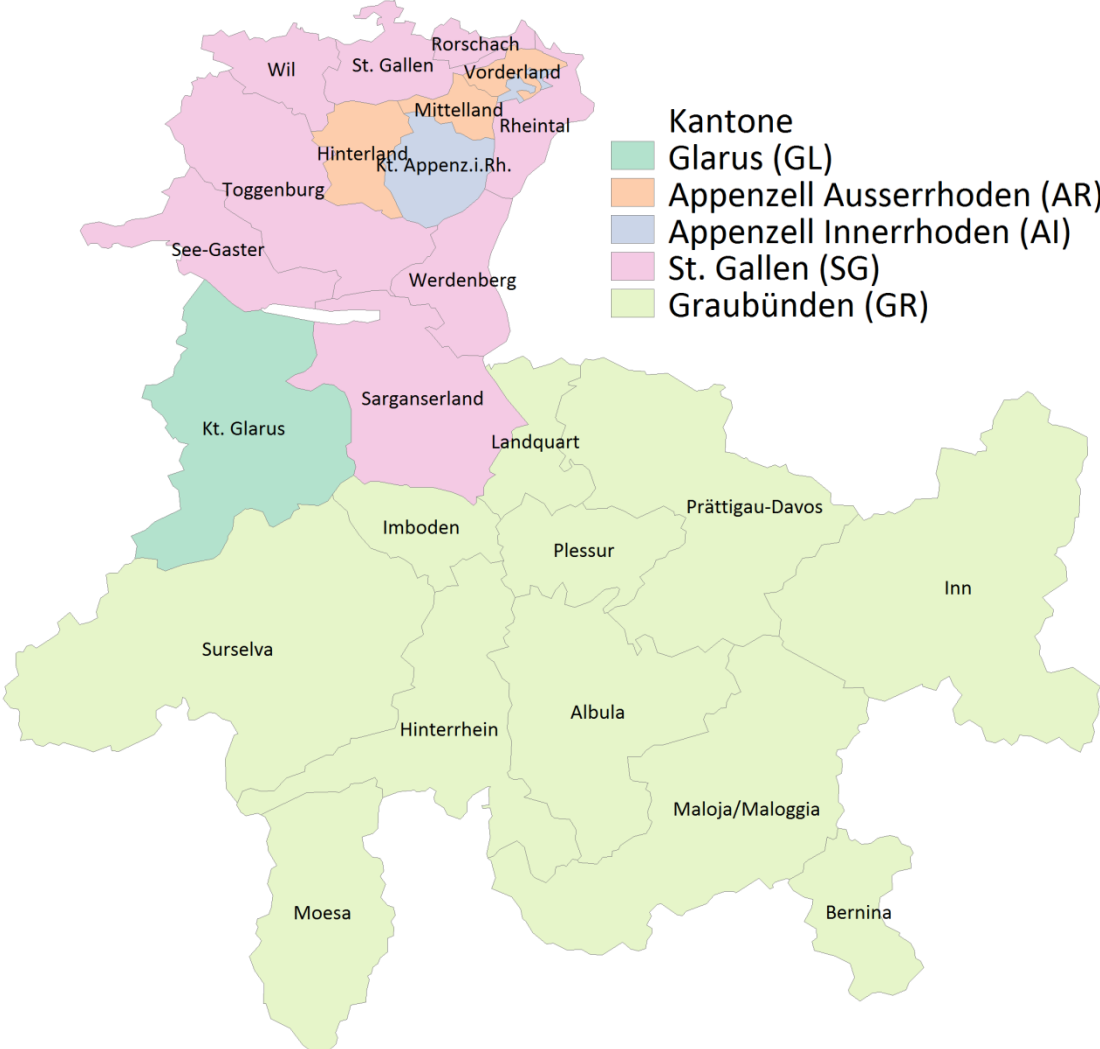 Rorschach
St. Gallen
Wil
Vorderland
Mittelland
Rheintal
Hinterland
Kt. Appenz.i.Rh.
Toggenburg
See-Gaster
Werdenberg
Kantone
Glarus (GL)
Appenzell Ausserrhoden (AR)
Appenzell Innerrhoden (AI)
St. Gallen (SG)
Graubünden (GR)
Sarganserland
Kt. Glarus
Landquart
Prättigau-Davos
Imboden
Plessur
Inn
Surselva
Albula
Hinterrhein
Maloja/Maloggia
Moesa
Bernina